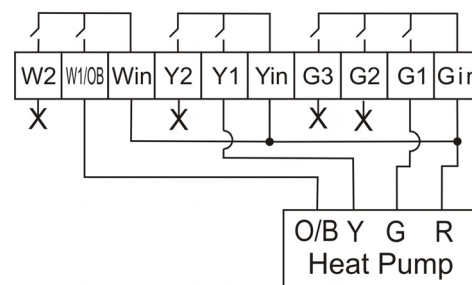 W2 W1/OB Win Y2 Y1 Yin G3 G2 G1 Gin
X X X X
O/B Y G R
Heat Pump